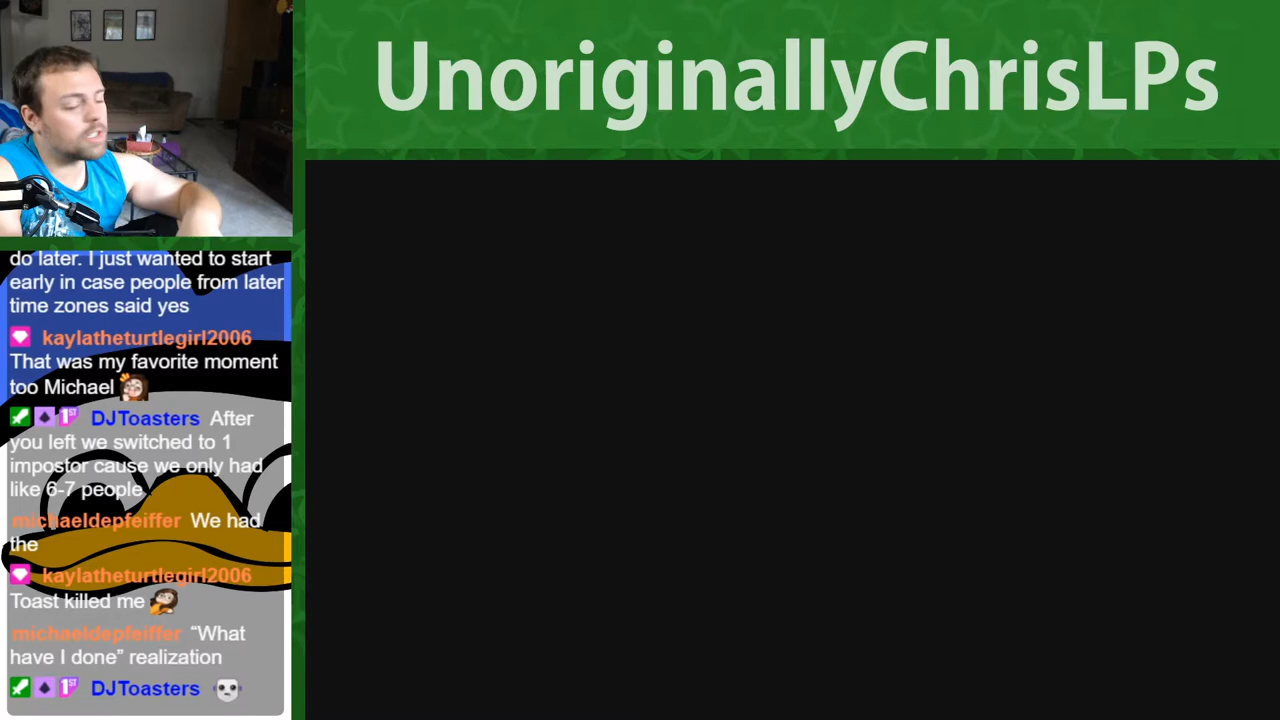 UnoriginallyChrisLPs
do later. I just wanted to start
early in case people from later
time zones said yes
kaylatheturtlegirl2006
That was my favorite moment
too Michael
1ST DJToasters After
you left we switched to 1
impostor cause we only had
like 6-7 people
michaeldepfeiffer We had
the
kaylatheturtlegirl2006
Toast killed me
michaeldepfeiffer “What
have I done” realization
1ST DJToasters